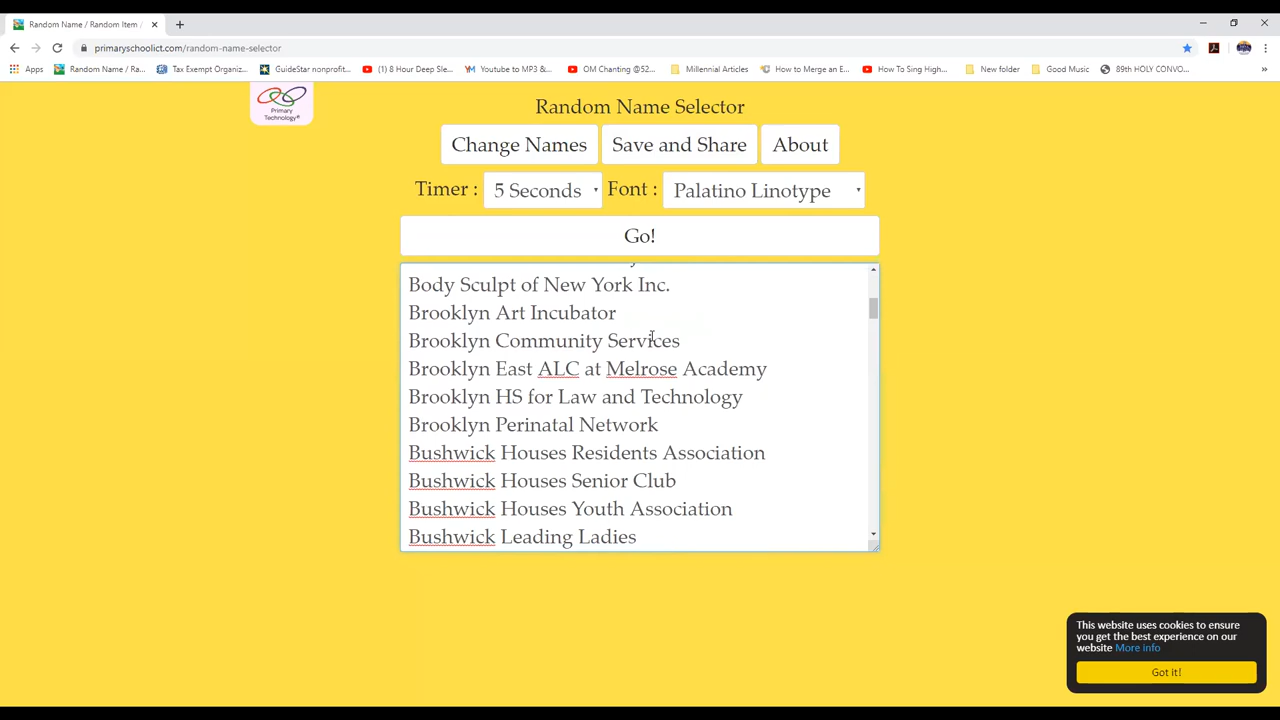 Random Name / Random Item /
primaryschoolict.com/random-name-selector
Apps Random Name / Ra... Tax Exempt Organiz... GuideStar nonprofit... (1) 8 Hour Deep Sle... Youtube to MP3 &... OM Chanting @52... Millennial Articles How to Merge an E... How To Sing High... New folder Good Music 89th HOLY CONVO...
Primary
Technology®
Random Name Selector
Change Names Save and Share About
Timer : 5 Seconds Font : Palatino Linotype
Go!
Body Sculpt of New York Inc.
Brooklyn Art Incubator
Brooklyn Community Services
Brooklyn East ALC at Melrose Academy
Brooklyn HS for Law and Technology
Brooklyn Perinatal Network
Bushwick Houses Residents Association
Bushwick Houses Senior Club
Bushwick Houses Youth Association
Bushwick Leading Ladies
This website uses cookies to ensure
you get the best experience on our
website More info
Got it!